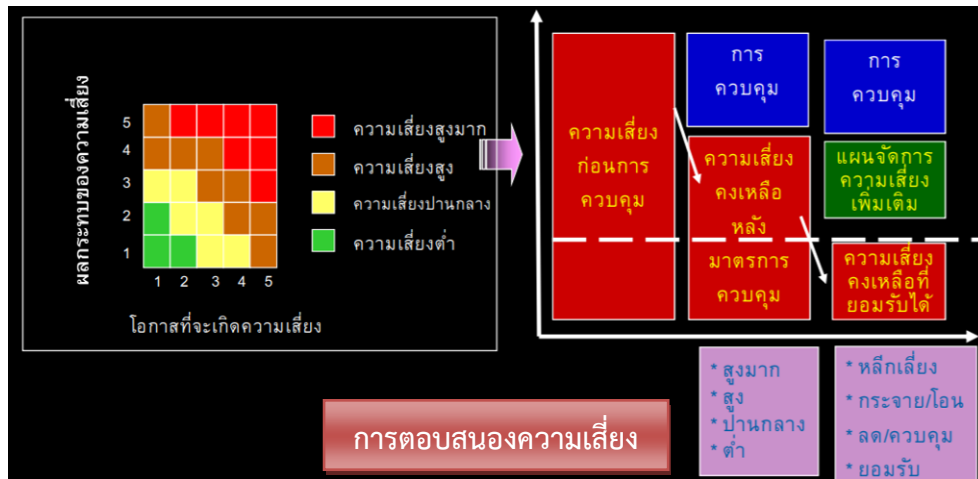 ผลกระทบของความเสี่ยง
5
4
3
2
1
1 2 3 4 5
โอกาสที่จะเกิดความเสี่ยง
ความเสี่ยงสูงมาก
ความเสี่ยงสูง
ความเสี่ยงปานกลาง
ความเสี่ยงต่ำ
ความเสี่ยง
ก่อนการ
ควบคุม
การ
ควบคุม
ความเสี่ยง
คงเหลือ
หลัง
มาตรการ
ควบคุม
การ
ควบคุม
แผนจัดการ
ความเสี่ยง
เพิ่มเติม
ความเสี่ยง
คงเหลือที่
ยอมรับได้
* สูงมาก
* สูง
* ปานกลาง
* ต่ำ
* หลีกเลี่ยง
* กระจาย/โอน
* ลด/ควบคุม
* ยอมรับ
การตอบสนองความเสี่ยง